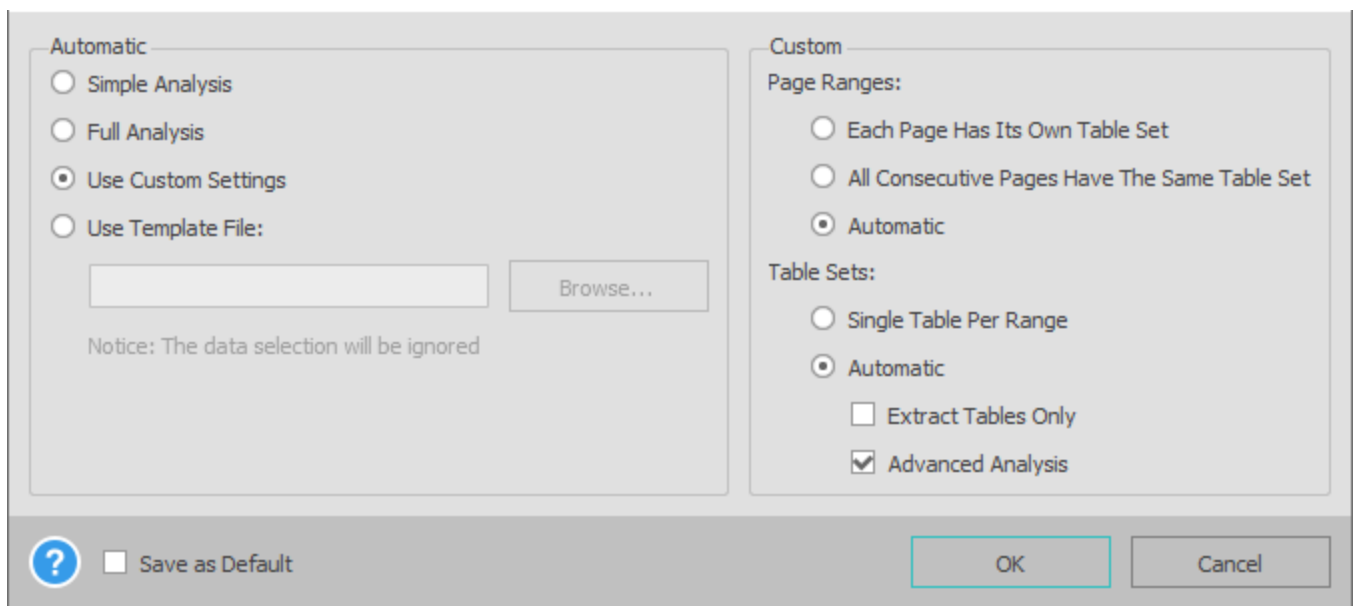 Automatic
Simple Analysis
Full Analysis
Use Custom Settings
Use Template File:
Browse...
Notice: The data selection will be ignored
Custom
Page Ranges:
Each Page Has Its Own Table Set
All Consecutive Pages Have The Same Table Set
Automatic
Table Sets:
Single Table Per Range
Automatic
Extract Tables Only
Advanced Analysis
?
Save as Default
OK
Cancel